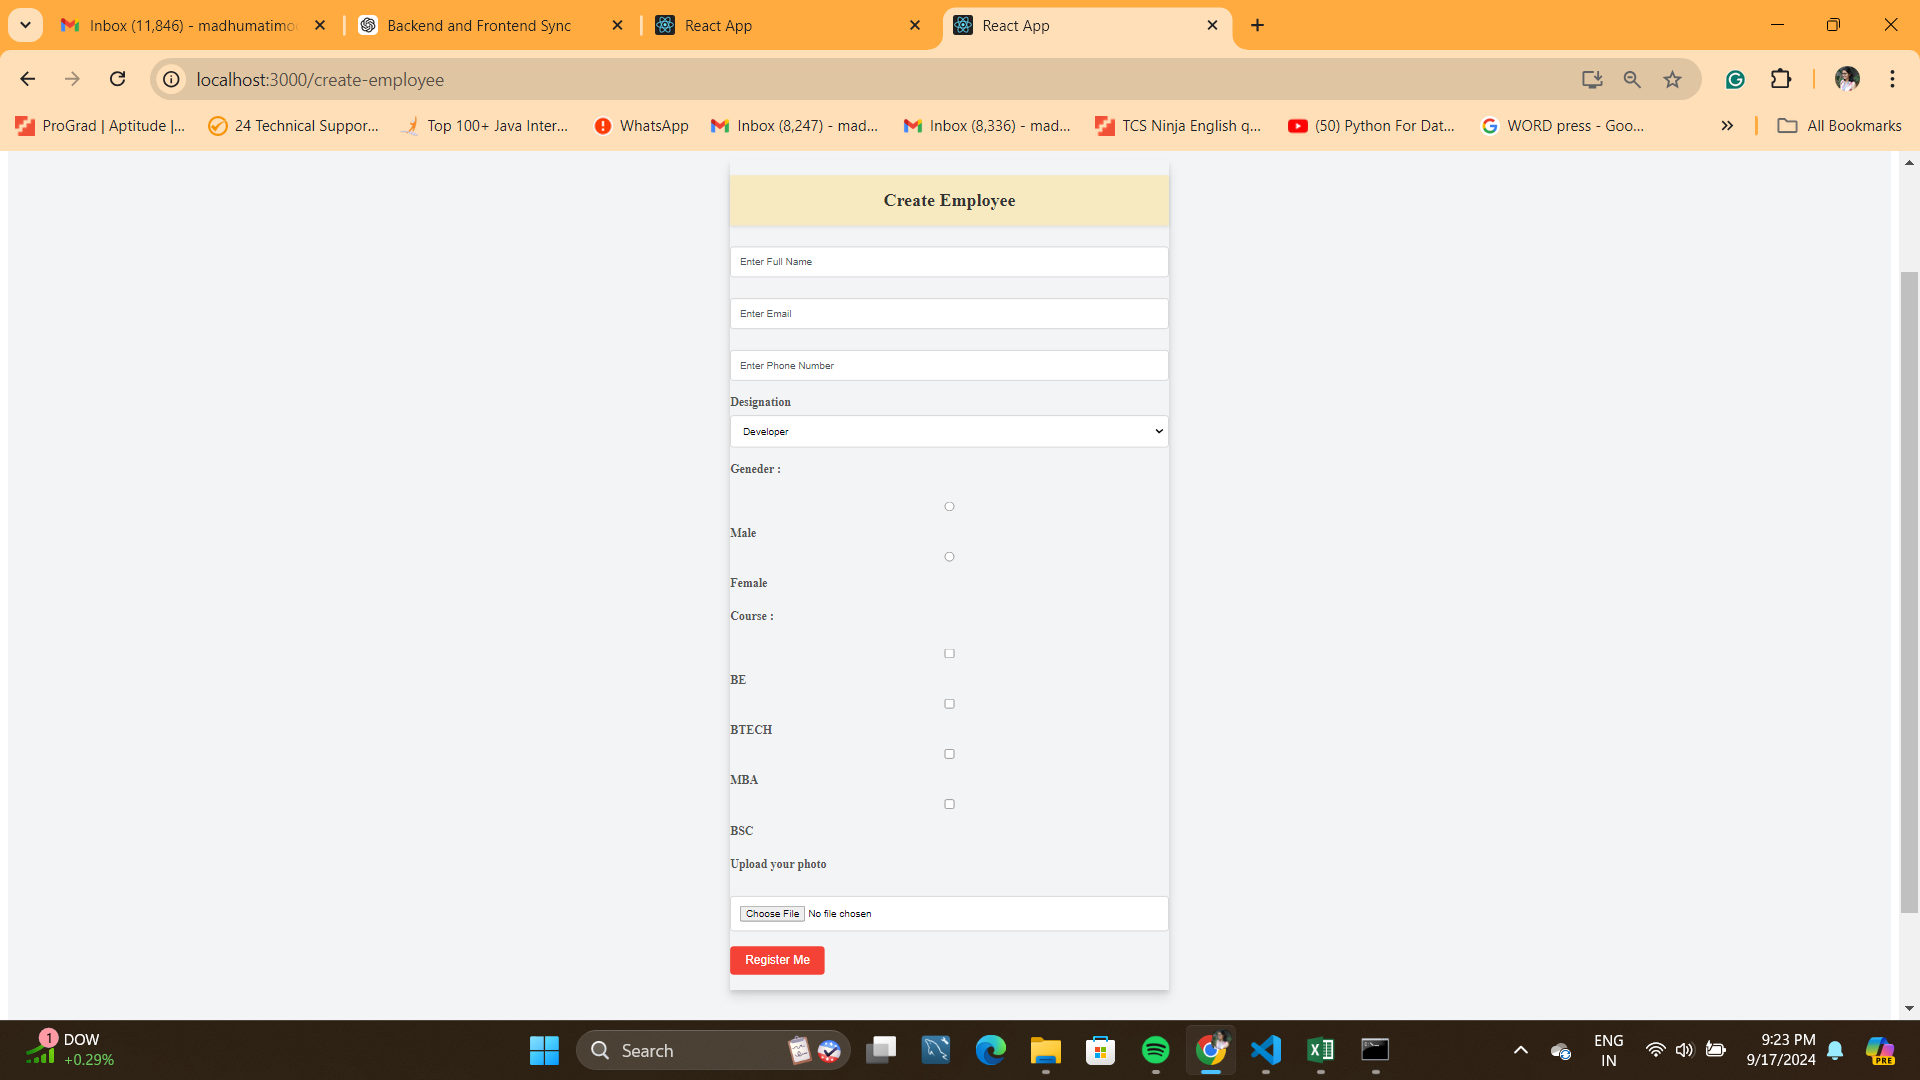 Inbox (11,846) - madhumatimo
Backend and Frontend Sync
React App
React App
localhost:3000/create-employee
ProGrad | Aptitude |...
24 Technical Suppor...
Top 100+ Java Inter...
WhatsApp
Inbox (8,247) - mad...
Inbox (8,336) - mad...
TCS Ninja English q...
(50) Python For Dat...
WORD press - Goo...
All Bookmarks
Create Employee
Enter Full Name
Enter Email
Enter Phone Number
Designation
Developer
Geneder :
Male
Female
Course :
BE
BTECH
MBA
BSC
Upload your photo
Choose File No file chosen
Register Me
1
DOW
+0.29%
Search
ENG
IN
9:23 PM
9/17/2024
PRE